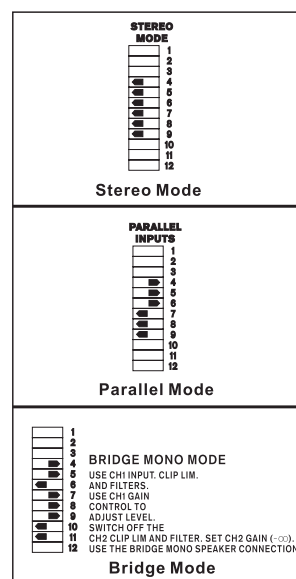 STEREO
MODE
1
2
3
4
5
6
7
8
9
10
11
12
Stereo Mode
PARALLEL
INPUTS
1
2
3
4
5
6
7
8
9
10
11
12
Parallel Mode
1
2
3
4 BRIDGE MONO MODE
5 USE CH1 INPUT. CLIP LIM.
6 AND FILTERS.
7 USE CH1 GAIN
8 CONTROL TO
9 ADJUST LEVEL.
10 SWITCH OFF THE
11 CH2 CLIP LIM AND FILTER. SET CH2 GAIN (-∞).
12 USE THE BRIDGE MONO SPEAKER CONNECTION
Bridge Mode